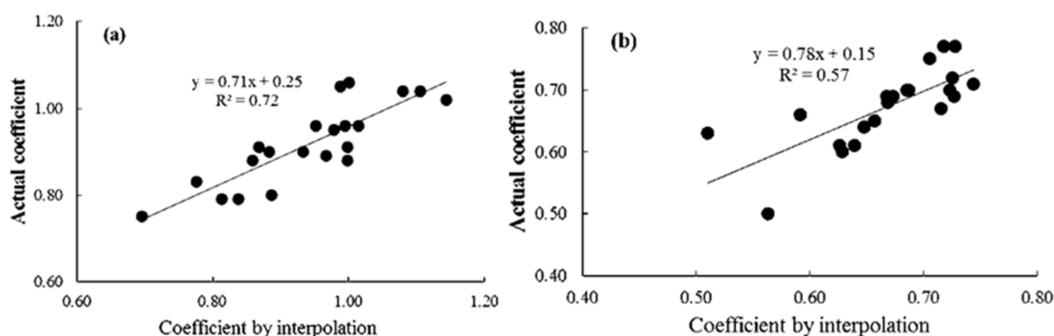 (a)
y = 0.71x + 0.25
R² = 0.72
Actual coefficient
1.20
1.00
0.80
0.60
0.60 0.80 1.00 1.20
Coefficient by interpolation
(b)
y = 0.78x + 0.15
R² = 0.57
Actual coefficient
0.80
0.70
0.60
0.50
0.40
0.40 0.50 0.60 0.70 0.80
Coefficient by interpolation